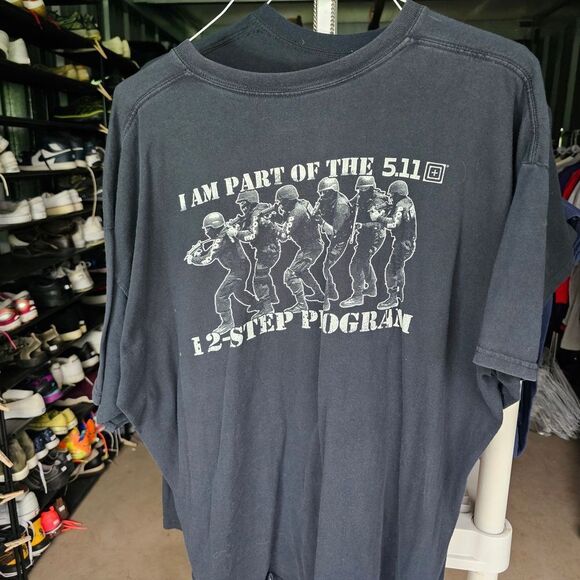 I AM PART OF THE 5.11
12-STEP PROGRAM